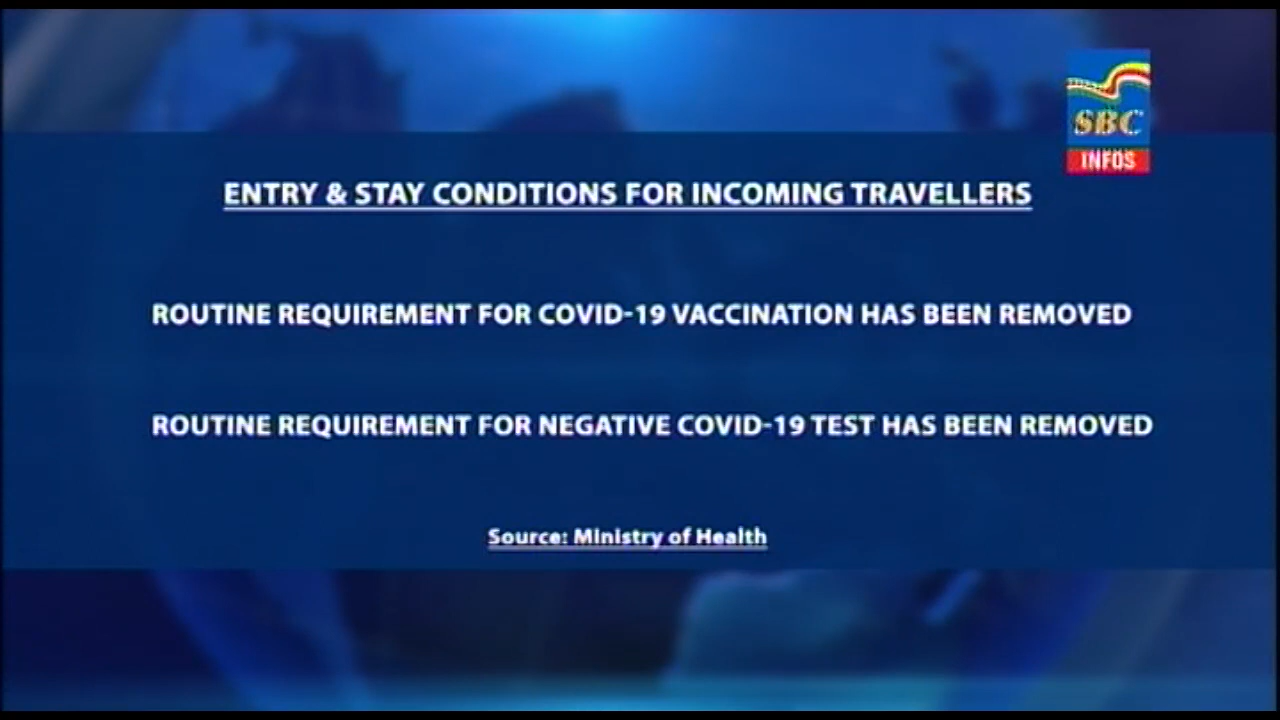 SBC
INFOS
ENTRY & STAY CONDITIONS FOR INCOMING TRAVELLERS
ROUTINE REQUIREMENT FOR COVID-19 VACCINATION HAS BEEN REMOVED
ROUTINE REQUIREMENT FOR NEGATIVE COVID-19 TEST HAS BEEN REMOVED
Source: Ministry of Health